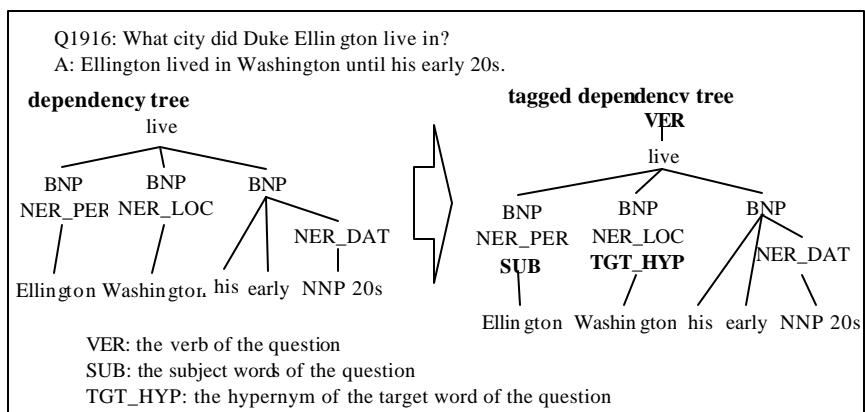 Q1916: What city did Duke Ellin gton live in?
A: Ellington lived in Washington until his early 20s.
dependency tree
tagged dependency tree
VER
live
live
BNP BNP BNP
NER_PER NER_LOC
NER_DAT
BNP BNP BNP
NER_PER NER_LOC
SUB TGT_HYP
NER_DAT
Ellington Washington his early NNP 20s
Ellin gton Washin gton his early NNP 20s
VER: the verb of the question
SUB: the subject words of the question
TGT_HYP: the hypernym of the target word of the question